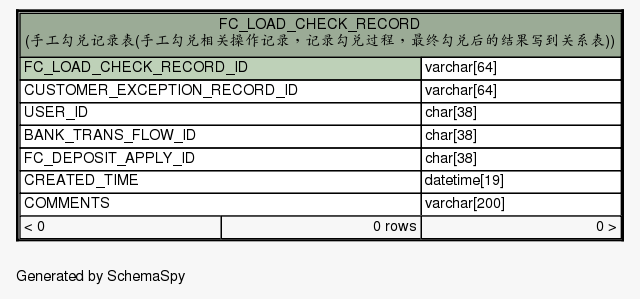 FC_LOAD_CHECK_RECORD
(手工勾兑记录表(手工勾兑相关操作记录，记录勾兑过程，最终勾兑后的结果写到关系表))
FC_LOAD_CHECK_RECORD_ID varchar[64]
CUSTOMER_EXCEPTION_RECORD_ID varchar[64]
USER_ID char[38]
BANK_TRANS_FLOW_ID char[38]
FC_DEPOSIT_APPLY_ID char[38]
CREATED_TIME datetime[19]
COMMENTS varchar[200]
< 0 0 rows 0 >
Generated by SchemaSpy